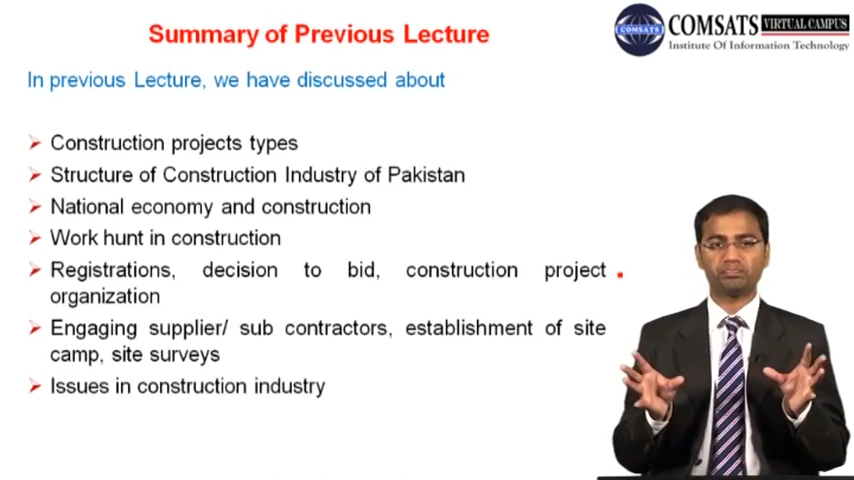 Summary of Previous Lecture
COMSATS
COMSATS VIRTUAL CAMPUS
Institute Of Information Technology
In previous Lecture, we have discussed about
Construction projects types
Structure of Construction Industry of Pakistan
National economy and construction
Work hunt in construction
Registrations, decision to bid, construction project
organization
Engaging supplier/ sub contractors, establishment of site
camp, site surveys
Issues in construction industry